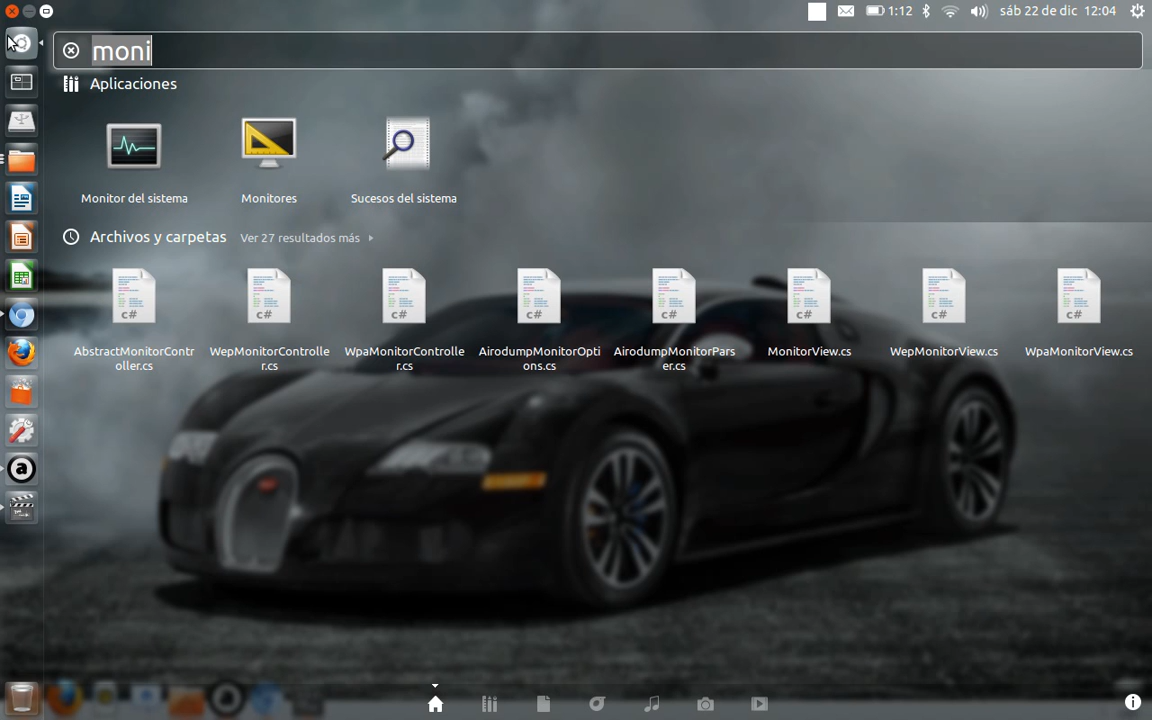 1:12 sáb 22 de dic 12:04
moni
Aplicaciones
Monitor del sistema Monitores Sucesos del sistema
Archivos y carpetas Ver 27 resultados más
c# c# c# c# c# c# c# c#
AbstractMonitorContr WepMonitorControlle WpaMonitorControlle AirodumpMonitorOpti AirodumpMonitorPars MonitorView.cs WepMonitorView.cs WpaMonitorView.cs
oller.cs r.cs r.cs ons.cs er.cs
a